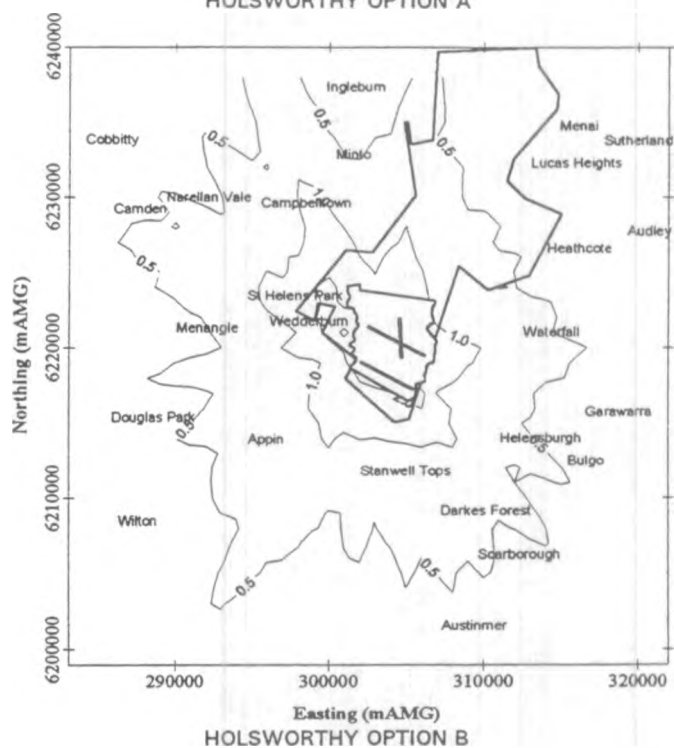 HOLSWORTHY OPTION A
6240000
Ingleburn
0.5
0.5
0.5
Menai
Cobbitty
Sutherland
Minto
Lucas Heights
6230000
Narellan Vale
1.0
Campbelltown
Camden
Audley
Heathcote
0.5
St Helens Park
Menangle
Wedderburn
6220000
1.0
Waterfall
1.0
Northing (mAMG)
Douglas Park
0.5
Garawarra
Appin
Helensburgh
0.5
Bulgo
Stanwell Tops
6210000
Wilton
Darkes Forest
Scarborough
0.5
0.5
Austinmer
6200000
290000 300000 310000 320000
Easting (mAMG)
HOLSWORTHY OPTION B